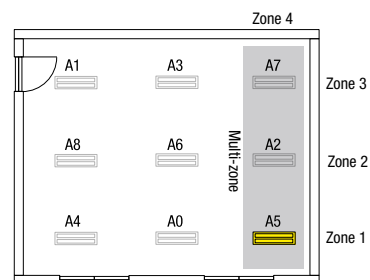 Zone 4
A1 A3 A7
Zone 3
A8 A6 A2
Zone 2
Multi-zone
A4 A0 A5
Zone 1